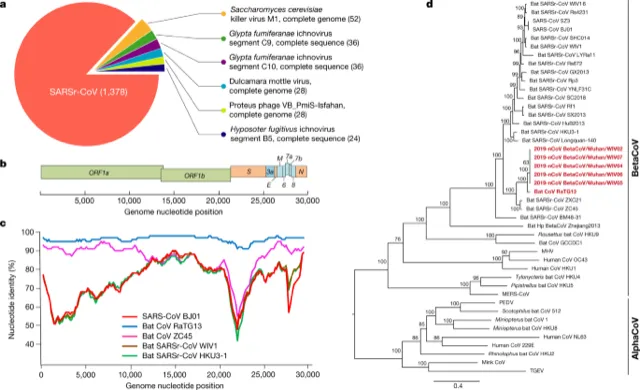 a
Saccharomyces cerevisiae
killer virus M1, complete genome (52)
Glypta fumiferanae ichnovirus
segment C9, complete sequence (36)
Glypta fumiferanae ichnovirus
segment C10, complete sequence (36)
Dulcamara mottle virus,
complete genome (28)
Proteus phage VB_PmiS-Isfahan,
complete genome (28)
Hyposoter fugitivus ichnovirus
segment B5, complete sequence (24)
SARSr-CoV (1,378)
b
ORF1a
ORF1b
S
3a
E
M
6
7a
7b
8
N
5,000 10,000 15,000 20,000 25,000 30,000
Genome nucleotide position
c
Nucleotide identity (%)
100
90
80
70
60
50
40
SARS-CoV BJ01
Bat CoV RaTG13
Bat CoV ZC45
Bat SARSr-CoV WIV1
Bat SARSr-CoV HKU3-1
0 5,000 10,000 15,000 20,000 25,000 30,000
Genome nucleotide position
d
Bat SARSr-CoV WIV16
Bat SARSr-CoV Rs4231
SARS-CoV SZ3
SARS-CoV BJ01
Bat SARSr-CoV SHC014
Bat SARSr-CoV WIV1
Bat SARSr-CoV LYRa11
Bat SARSr-CoV Rs672
Bat SARSr-CoV GX2013
Bat SARSr-CoV Rp3
Bat SARSr-CoV YNLF31C
Bat SARSr-CoV SC2018
Bat SARSr-CoV Rf1
Bat SARSr-CoV SX2013
Bat SARSr-CoV HuB2013
Bat SARSr-CoV HKU3-1
Bat SARSr-CoV Longquan-140
2019-nCoV BetaCoV/Wuhan/WIV02
2019-nCoV BetaCoV/Wuhan/WIV07
2019-nCoV BetaCoV/Wuhan/WIV04
2019-nCoV BetaCoV/Wuhan/WIV06
2019-nCoV BetaCoV/Wuhan/WIV05
Bat CoV RaTG13
Bat SARSr-CoV ZXC21
Bat SARSr-CoV ZC45
Bat SARSr-CoV BM48-31
Bat Hp BetaCoV Zhejiang2013
Rousettus bat CoV HKU9
Bat CoV GCCDC1
MHV
Human CoV OC43
Human CoV HKU1
Tylonycteris bat CoV HKU4
Pipistrellus bat CoV HKU5
MERS-CoV
PEDV
Scotophilus bat CoV 512
Miniopterus bat CoV 1
Miniopterus bat CoV HKU8
Human CoV NL63
Human CoV 229E
Rhinolophus bat CoV HKU2
Mink CoV
TGEV
BetaCoV
AlphaCoV
0.4